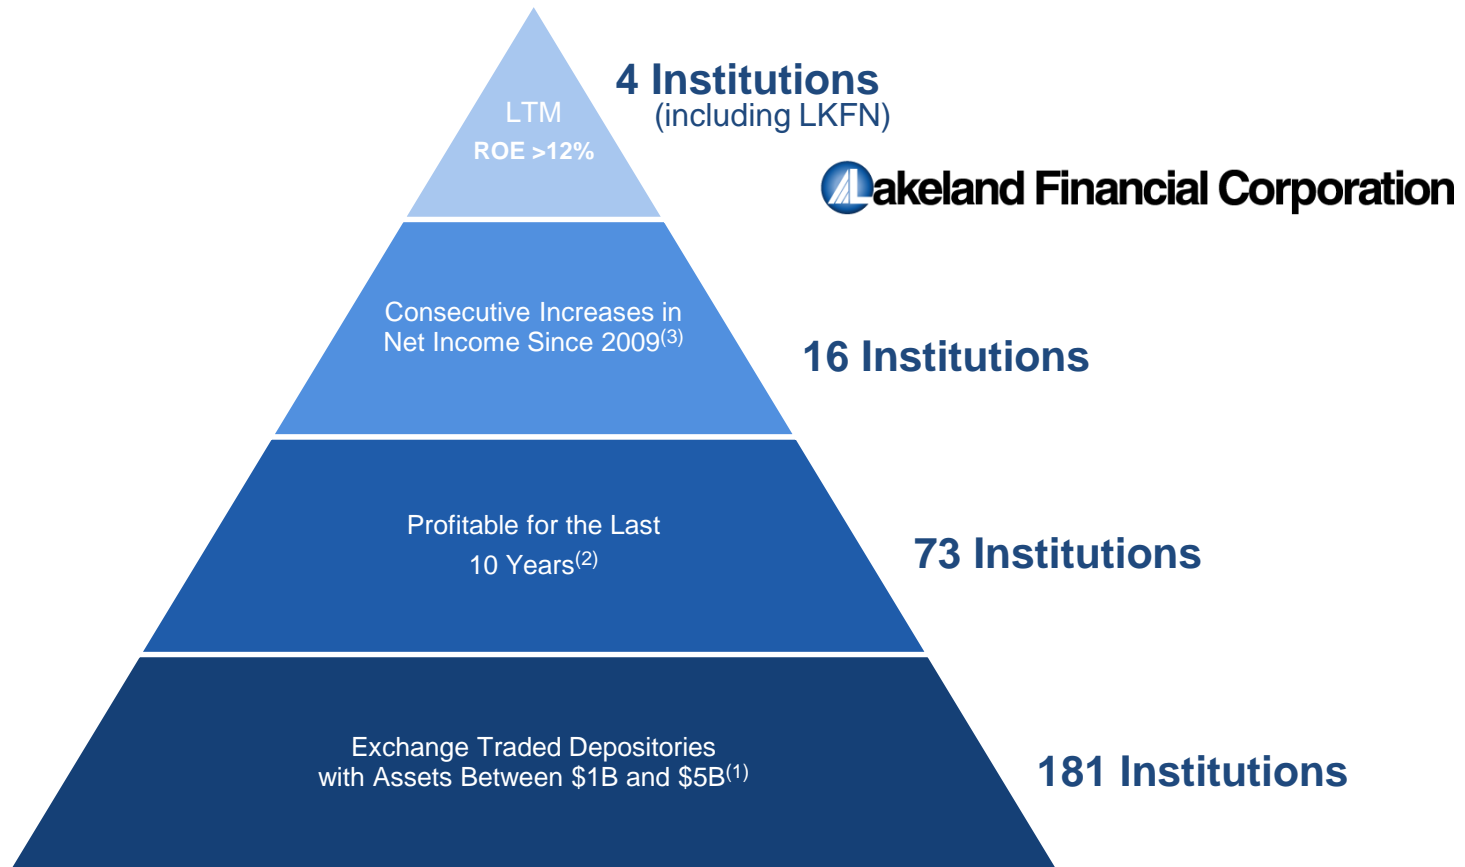 LTM
ROE >12%
4 Institutions
(including LKFN)
Lakeland Financial Corporation
Consecutive Increases in
Net Income Since 2009(3)
16 Institutions
Profitable for the Last
10 Years(2)
73 Institutions
Exchange Traded Depositories
with Assets Between $1B and $5B(1)
181 Institutions